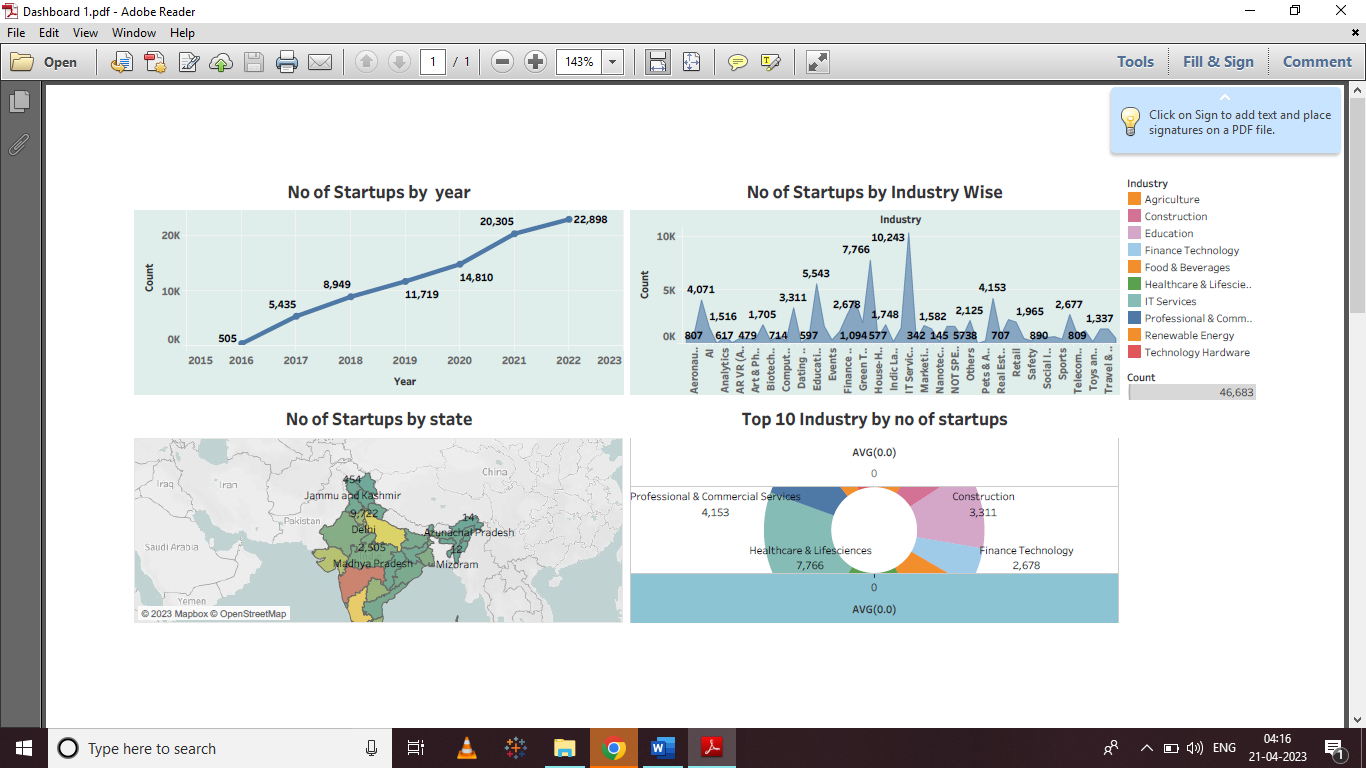 Dashboard 1.pdf - Adobe Reader
File Edit View Window Help
Open 1 / 1 143% Tools Fill & Sign Comment
Click on Sign to add text and place
signatures on a PDF file.
No of Startups by year
20K
10K
0K
Count
505
5,435
8,949
11,719
14,810
20,305
22,898
2015 2016 2017 2018 2019 2020 2021 2022 2023
Year
No of Startups by Industry Wise
Industry
10K
5K
0K
Count
10,243
7,766
5,543
4,071 3,311 2,678 4,153
1,516 1,705 1,748 1,582 2,125 1,965 2,677 1,337
807 617 479 714 597 1,094 577 342 145 5738 707 890 809
Aeronau..
AI
Analytics
AR VR (A..
Art & Ph..
Biotech..
Comput..
Dating ..
Educati..
Events
Finance ..
Green T..
House-H..
Indic La..
IT Servic..
Marketi..
Nanotec..
NOT SPE..
Others
Pets & A..
Real Est..
Retail
Safety
Social I..
Sports
Telecom..
Toys an..
Travel & ..
Industry
Agriculture
Construction
Education
Finance Technology
Food & Beverages
Healthcare & Lifescie..
IT Services
Professional & Comm..
Renewable Energy
Technology Hardware
Count
46,683
No of Startups by state
Iraq
Iran
China
Pakistan
Saudi Arabia
Yemen
454
Jammu and Kashmir
9,722
Delhi
2,505
Madhya Pradesh
14
Arunachal Pradesh
12
Mizoram
© 2023 Mapbox © OpenStreetMap
Top 10 Industry by no of startups
AVG(0.0)
0
Professional & Commercial Services
4,153
Construction
3,311
Healthcare & Lifesciences
7,766
Finance Technology
2,678
0
AVG(0.0)
Type here to search
ENG
04:16
21-04-2023
1